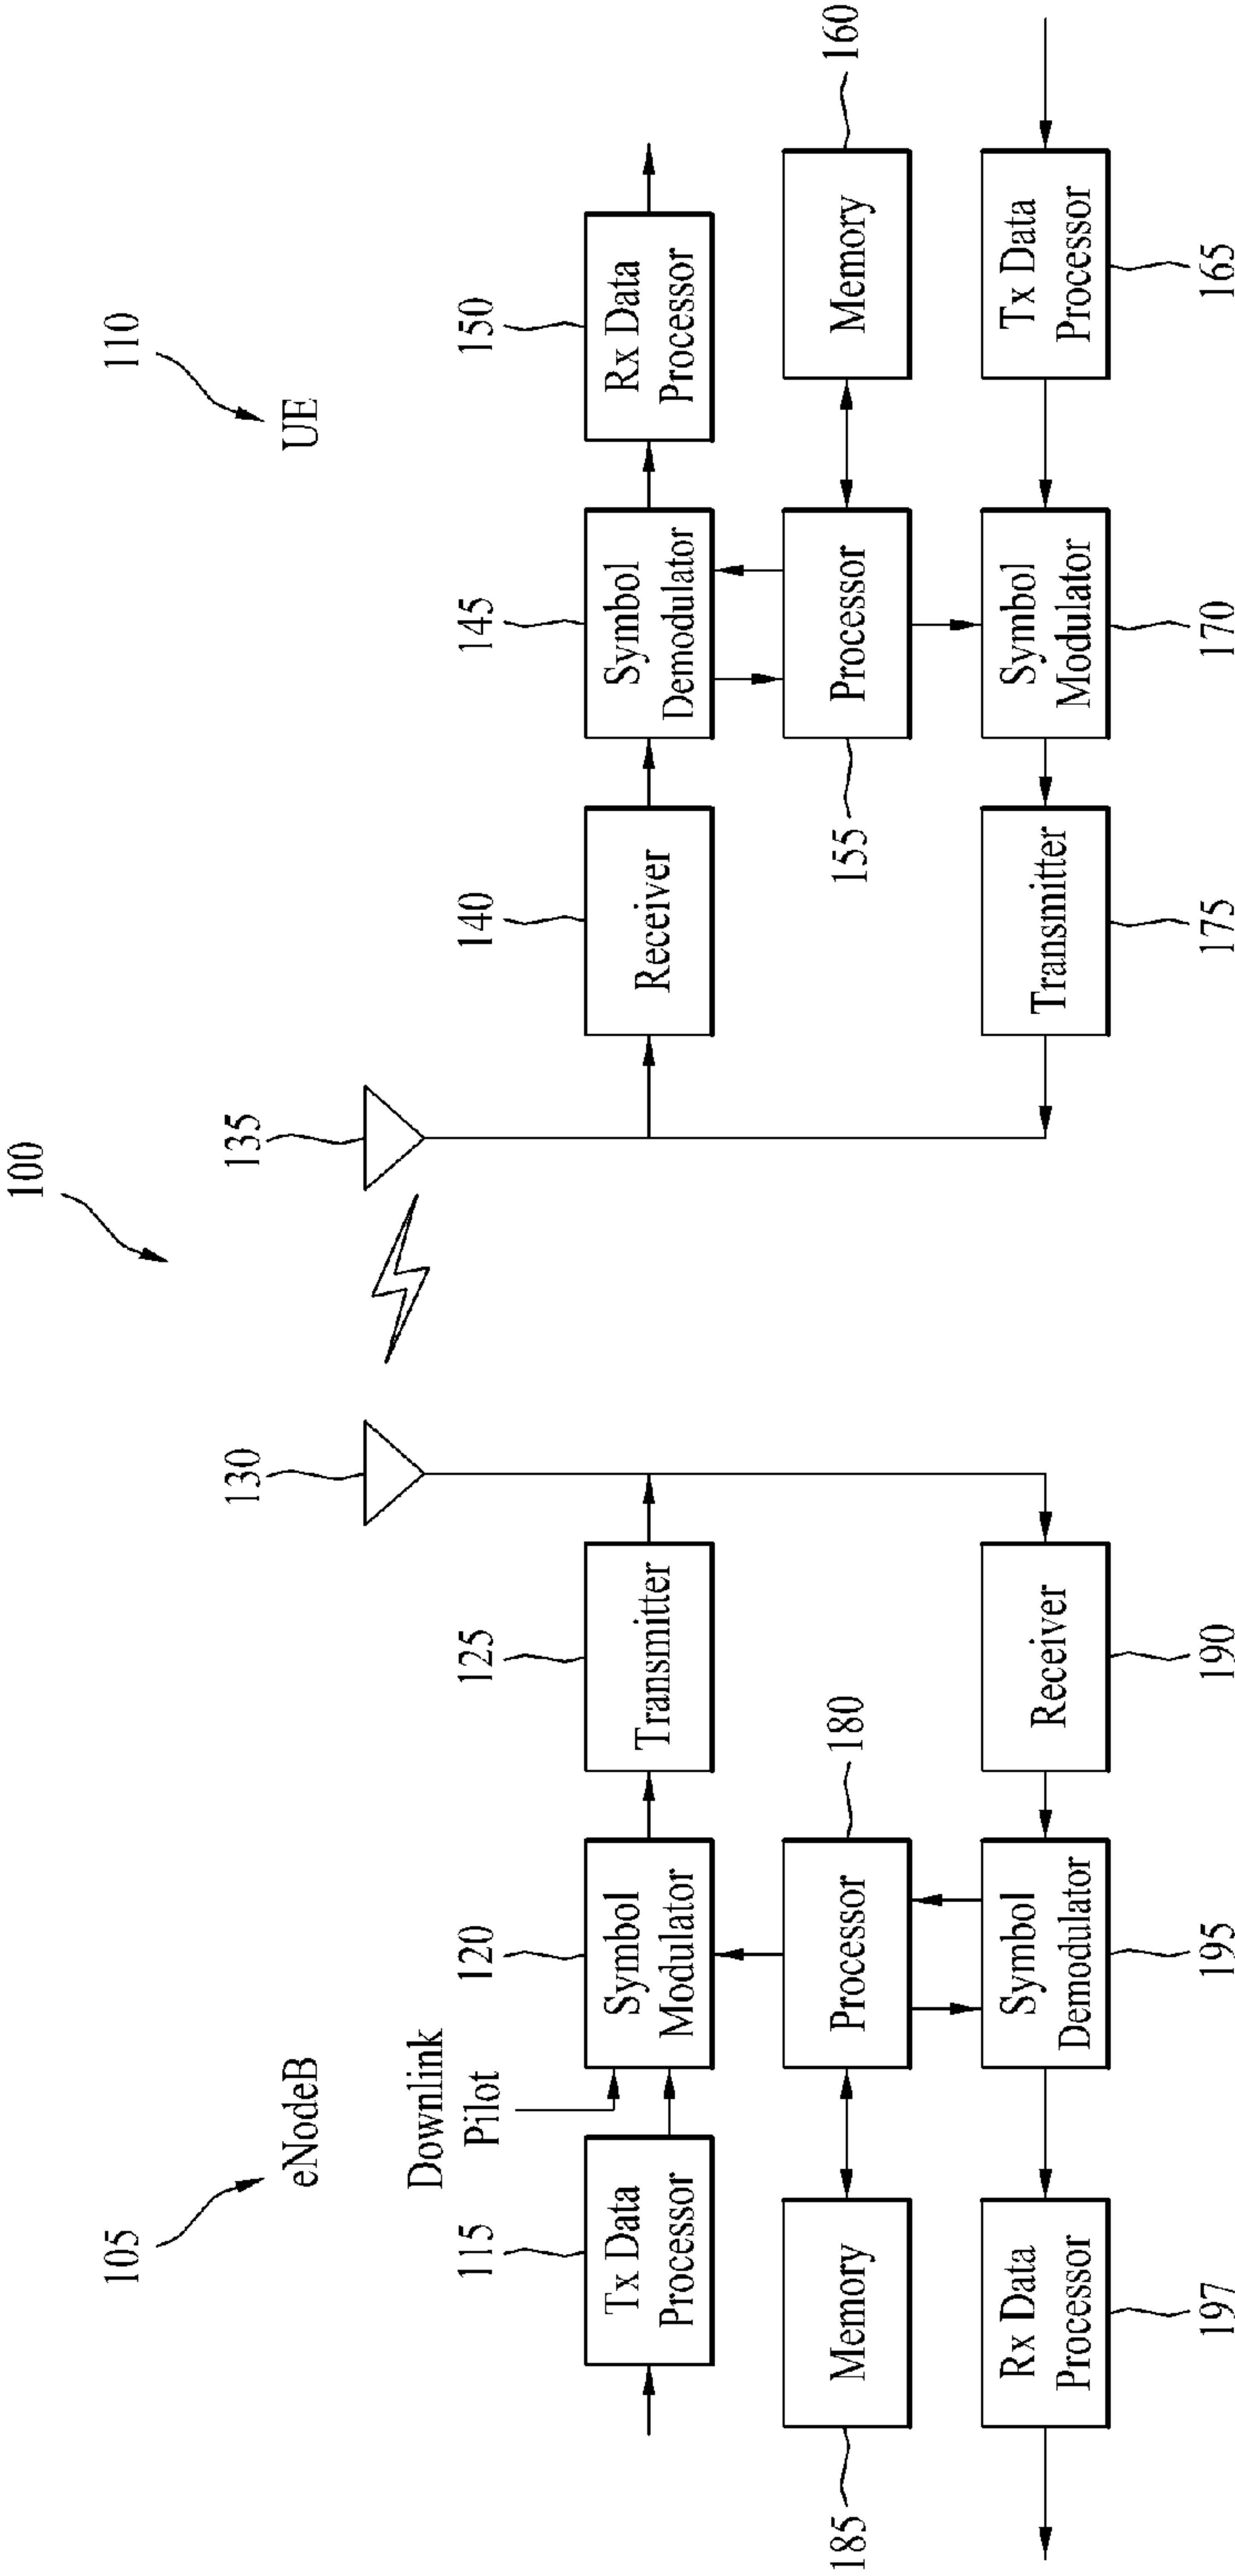 100
105
eNodeB
110
UE
130
135
Downlink
Pilot
115
Tx Data
Processor
120
Symbol
Modulator
125
Transmitter
140
Receiver
145
Symbol
Demodulator
150
Rx Data
Processor
185
Memory
180
Processor
155
Processor
160
Memory
197
Rx Data
Processor
195
Symbol
Demodulator
190
Receiver
175
Transmitter
170
Symbol
Modulator
165
Tx Data
Processor